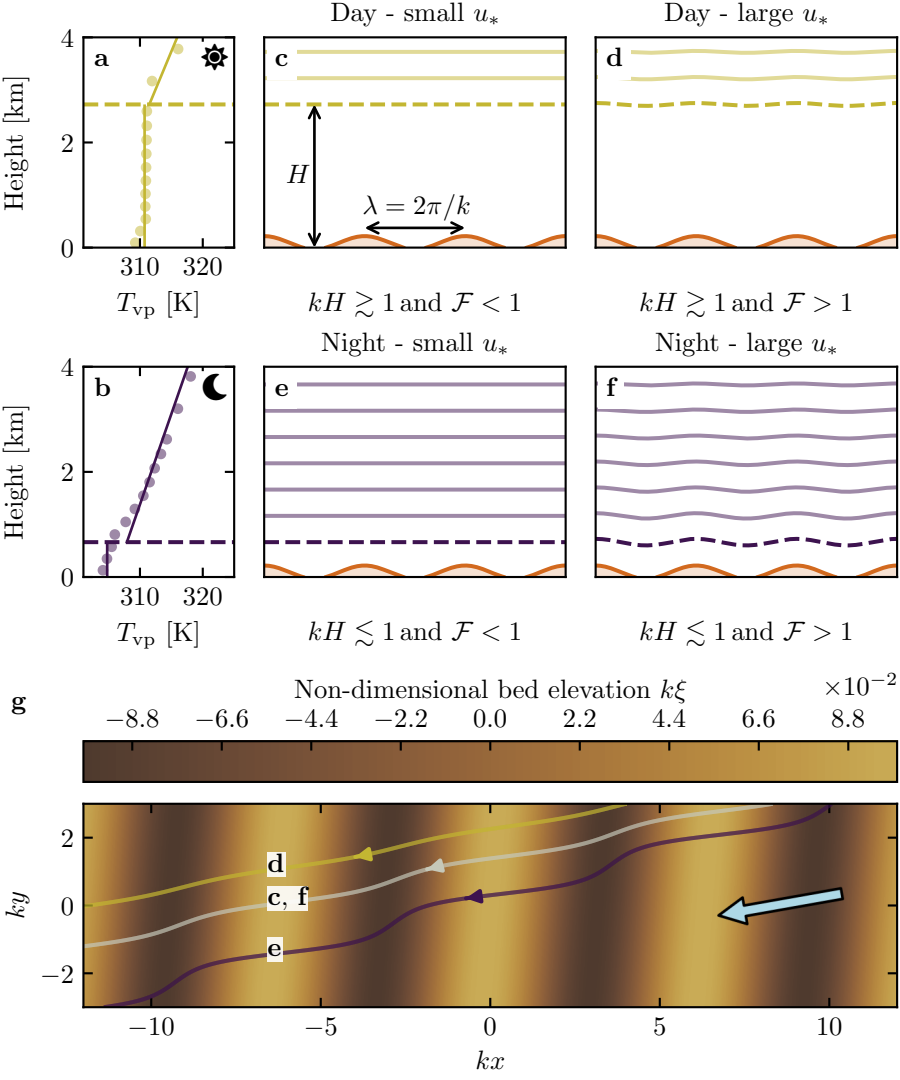 Day - small u_*
Day - large u_*
a
c
d
Height [km]
4
2
0
H
λ = 2π/k
310 320
T_vp [K]
kH ≳ 1 and ℱ < 1
kH ≳ 1 and ℱ > 1
Night - small u_*
Night - large u_*
b
e
f
Height [km]
4
2
0
310 320
T_vp [K]
kH ≲ 1 and ℱ < 1
kH ≲ 1 and ℱ > 1
g
Non-dimensional bed elevation kξ
×10⁻²
−8.8 −6.6 −4.4 −2.2 0.0 2.2 4.4 6.6 8.8
ky
2
0
−2
d
c, f
e
−10 −5 0 5 10
kx